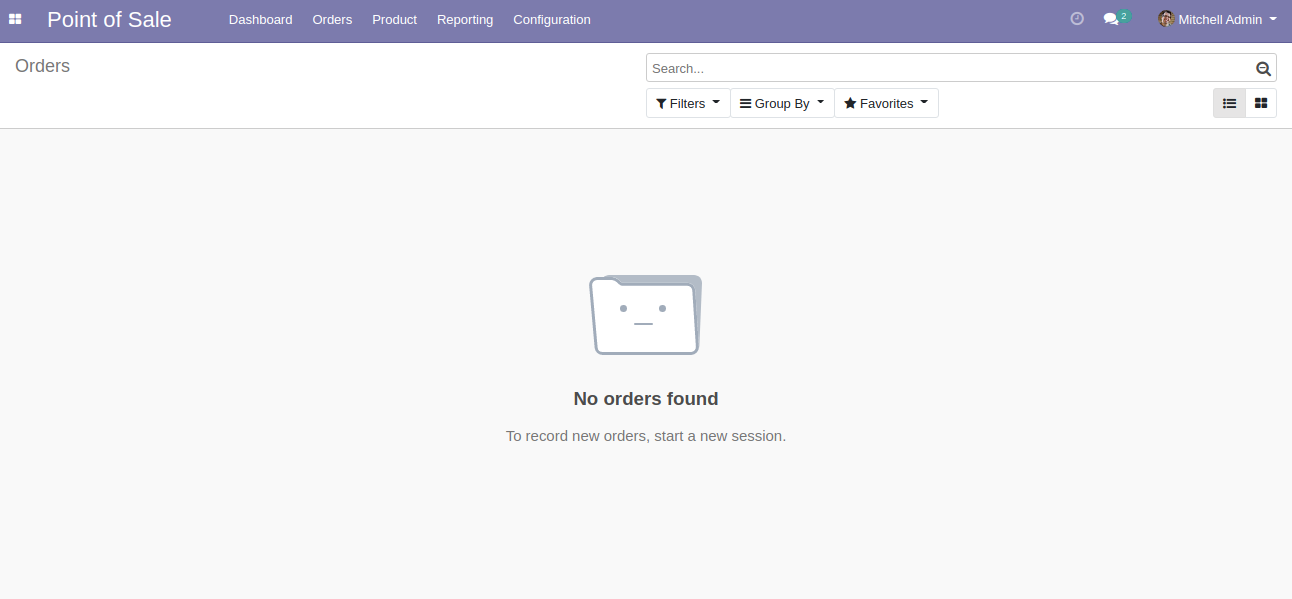 Point of Sale Dashboard Orders Product Reporting Configuration 2 Mitchell Admin
Orders
Search...
Filters Group By Favorites
No orders found
To record new orders, start a new session.